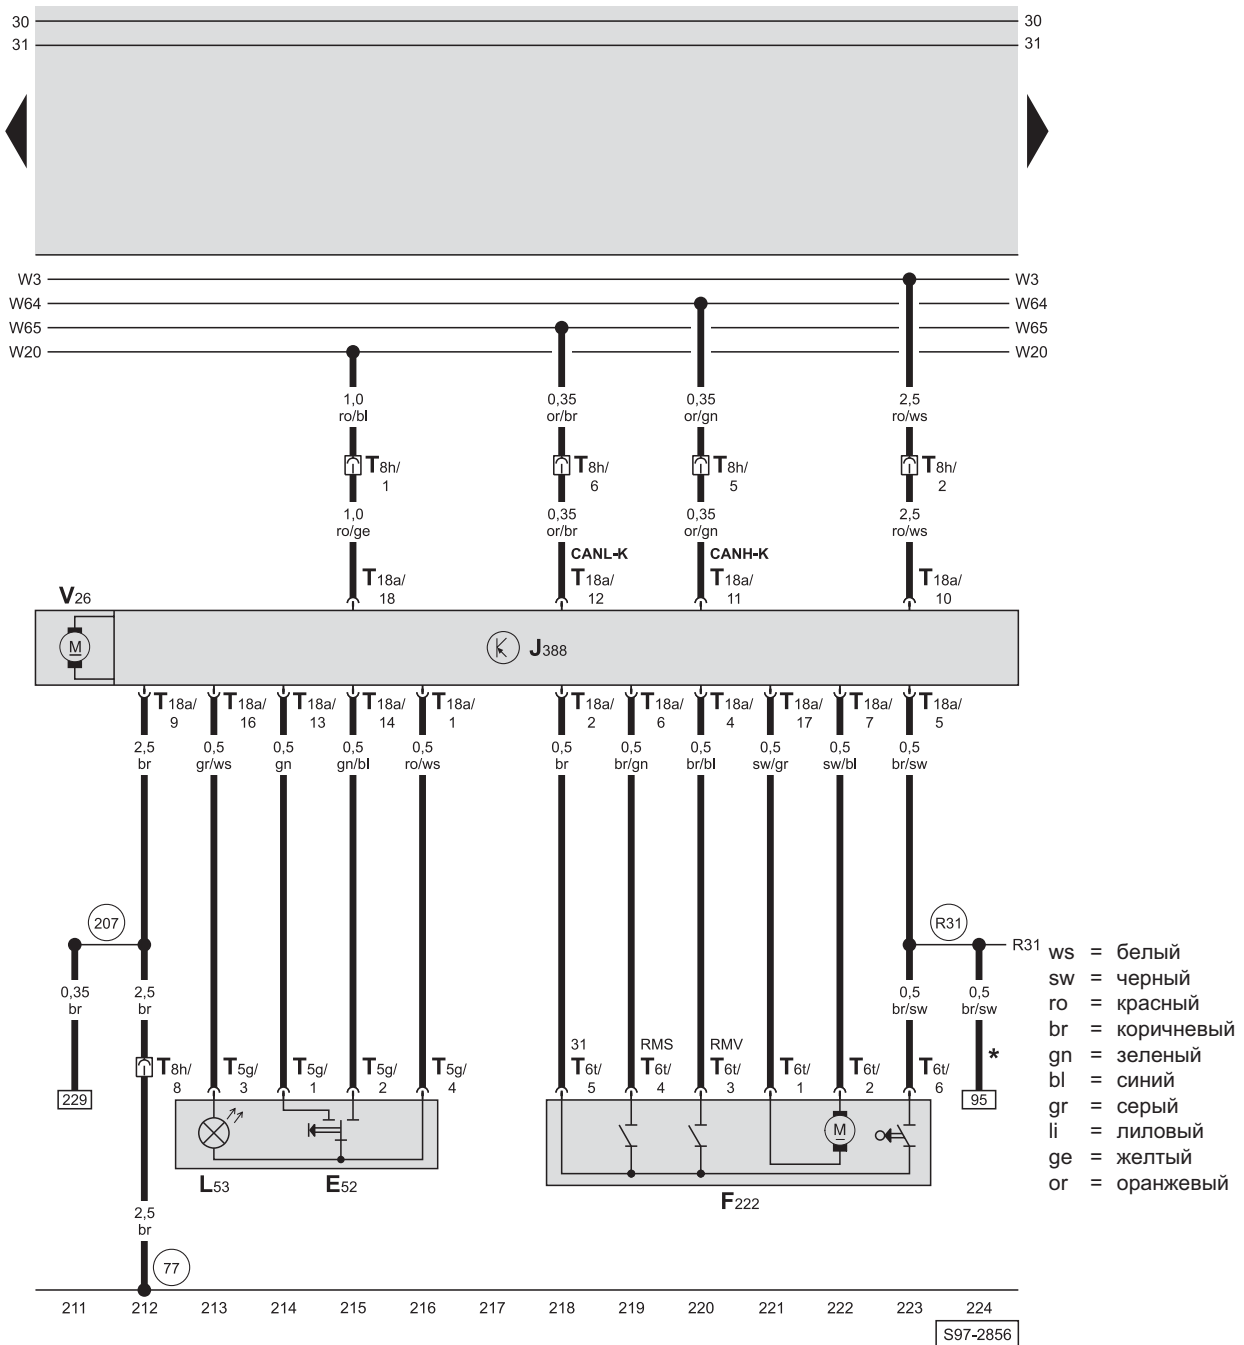 30 30
31 31
W3 W3
W64 W64
W65 W65
W20 W20
1,0 0,35 0,35 2,5
ro/bl or/br or/gn ro/ws
T8h/ T8h/ T8h/ T8h/
1 6 5 2
1,0 0,35 0,35 2,5
ro/ge or/br or/gn ro/ws
CANL-K CANH-K
T18a/ T18a/ T18a/ T18a/
18 12 11 10
V26
M J388
T18a/ T18a/ T18a/ T18a/ T18a/ T18a/ T18a/ T18a/ T18a/ T18a/ T18a/
9 16 13 14 1 2 6 4 17 7 5
2,5 0,5 0,5 0,5 0,5 0,5 0,5 0,5 0,5 0,5 0,5
br gr/ws gn gn/bl ro/ws br br/gn br/bl sw/gr sw/bl br/sw
207 R31
R31
0,35 2,5 0,5 0,5
br br br/sw br/sw
*
31 RMS RMV
T8h/ T5g/ T5g/ T5g/ T5g/ T6t/ T6t/ T6t/ T6t/ T6t/ T6t/
8 3 1 2 4 5 4 3 1 2 6
229 95
M
L53 E52 F222
2,5
br
77
211 212 213 214 215 216 217 218 219 220 221 222 223 224
S97-2856
ws = белый
sw = черный
ro = красный
br = коричневый
gn = зеленый
bl = синий
gr = серый
li = лиловый
ge = желтый
or = оранжевый